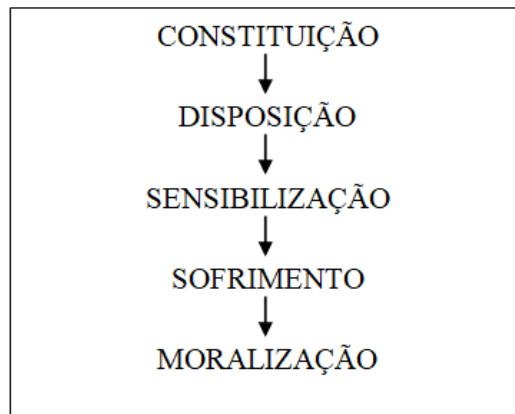 CONSTITUIÇÃO
DISPOSIÇÃO
SENSIBILIZAÇÃO
SOFRIMENTO
MORALIZAÇÃO